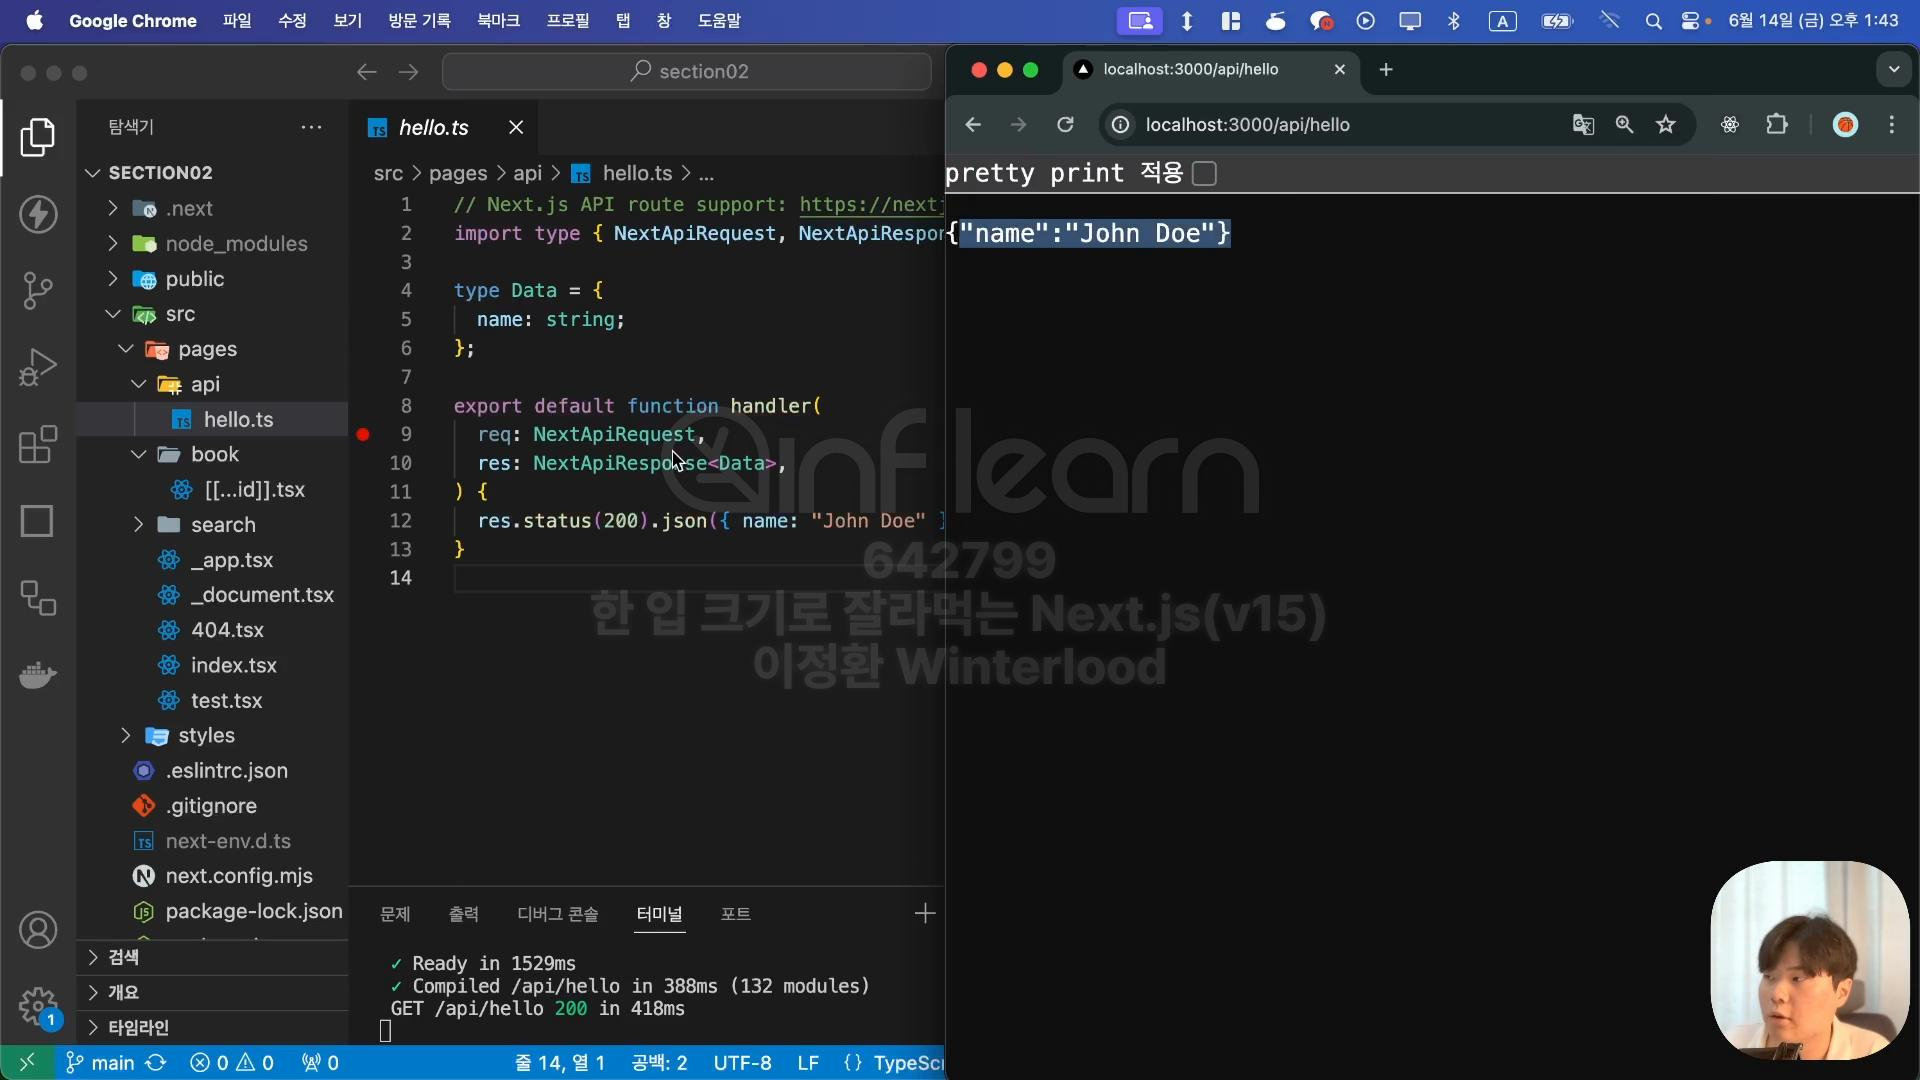 Google Chrome 파일 수정 보기 방문 기록 북마크 프로필 탭 창 도움말
A 6월 14일 (금) 오후 1:43
section02
탐색기
SECTION02
.next
node_modules
public
src
pages
api
hello.ts
book
[[...id]].tsx
search
_app.tsx
_document.tsx
404.tsx
index.tsx
test.tsx
styles
.eslintrc.json
.gitignore
next-env.d.ts
next.config.mjs
package-lock.json
검색
개요
타임라인
1
hello.ts
src > pages > api > hello.ts > ...
1 // Next.js API route support: https://nextj
2 import type { NextApiRequest, NextApiRespon
3
4 type Data = {
5 name: string;
6 };
7
8 export default function handler(
9 req: NextApiRequest,
10 res: NextApiResponse<Data>,
11 ) {
12 res.status(200).json({ name: "John Doe" }
13 }
14
문제 출력 디버그 콘솔 터미널 포트
✓ Ready in 1529ms
✓ Compiled /api/hello in 388ms (132 modules)
GET /api/hello 200 in 418ms
main 0 0 0 줄 14, 열 1 공백: 2 UTF-8 LF {} TypeScr
localhost:3000/api/hello
localhost:3000/api/hello
pretty print 적용
{"name":"John Doe"}
inflearn
642799
한 입 크기로 잘라먹는 Next.js(v15)
이정환 Winterlood